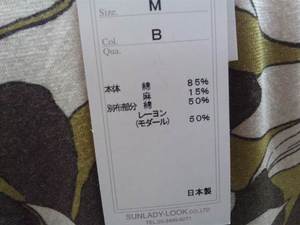 Size. M
Col. B
Qua.
本体 綿 85%
麻 15%
別布部分 綿 50%
レーヨン
(モダール) 50%
日本製
SUNLADY-LOOK CO.,LTD